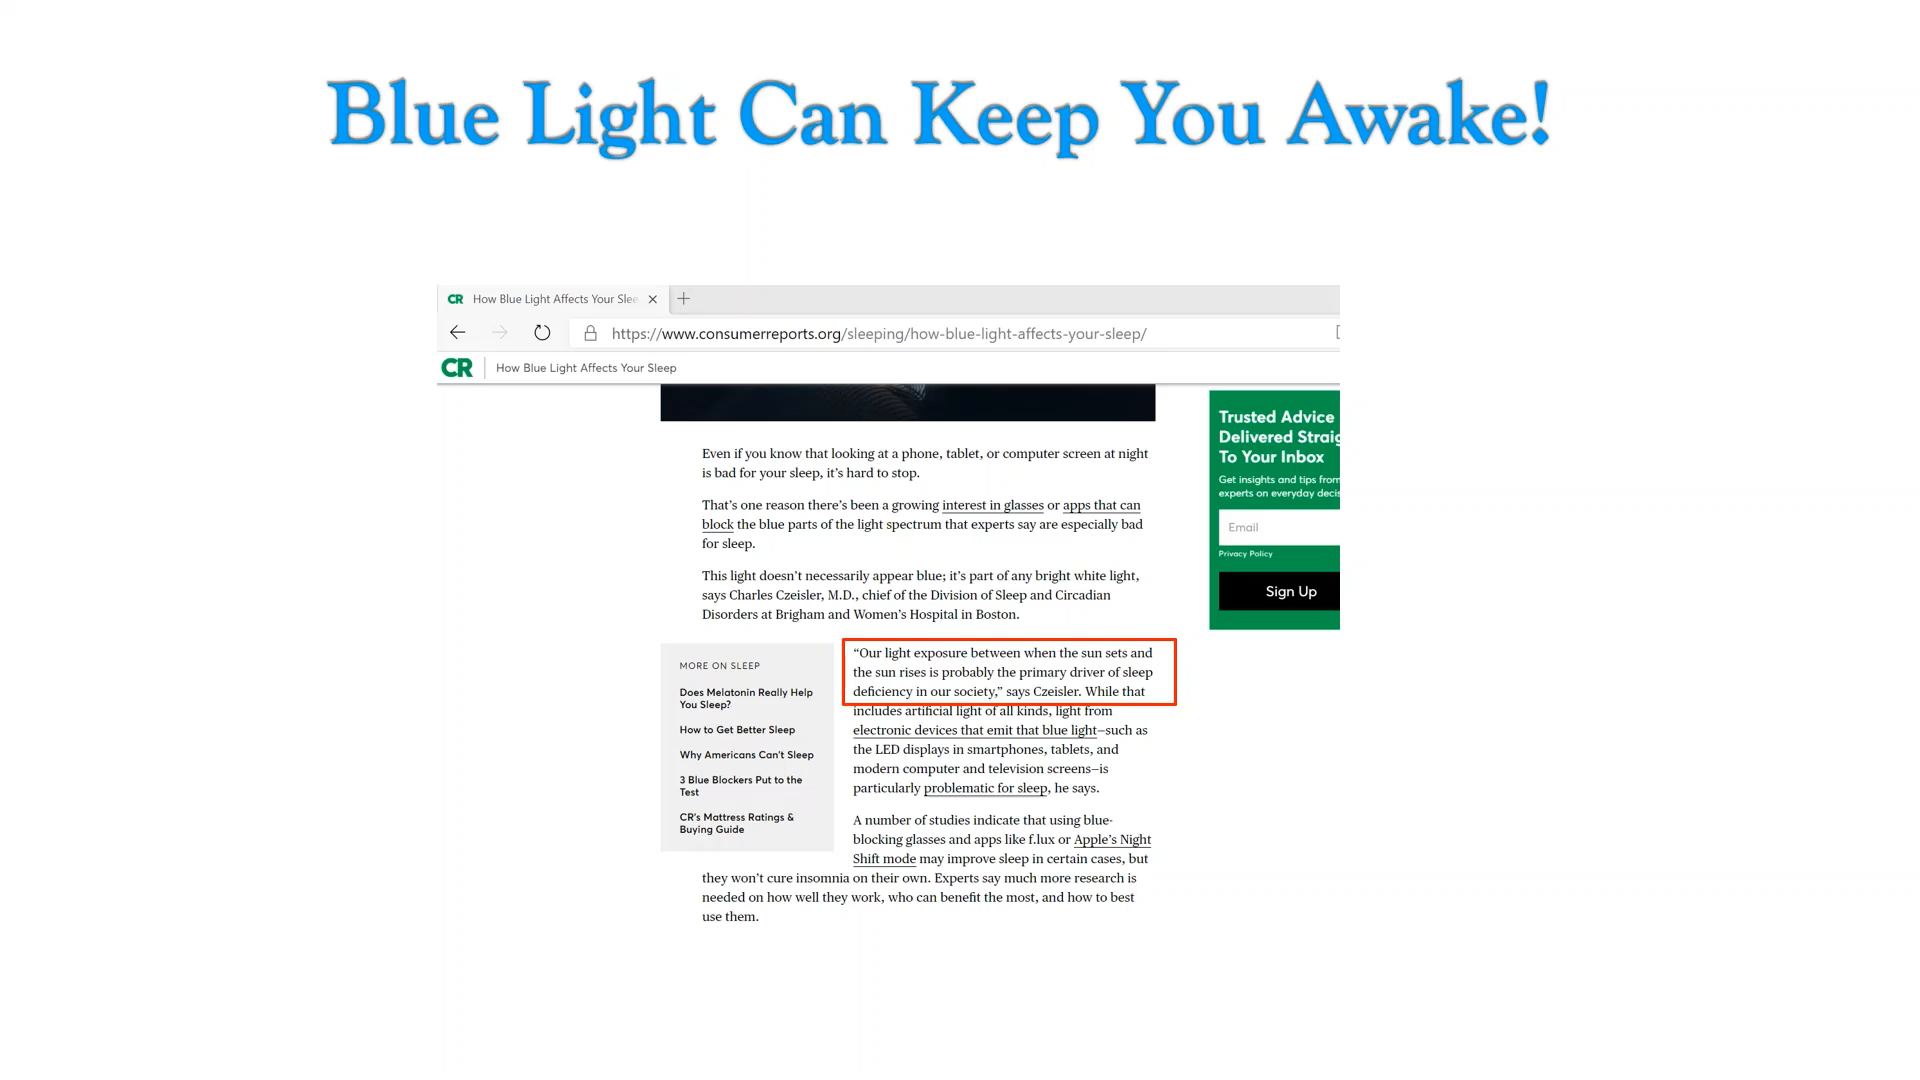 Blue Light Can Keep You Awake!
CR How Blue Light Affects Your Slee
https://www.consumerreports.org/sleeping/how-blue-light-affects-your-sleep/
CR How Blue Light Affects Your Sleep
Even if you know that looking at a phone, tablet, or computer screen at night
is bad for your sleep, it’s hard to stop.
That’s one reason there’s been a growing interest in glasses or apps that can
block the blue parts of the light spectrum that experts say are especially bad
for sleep.
This light doesn’t necessarily appear blue; it’s part of any bright white light,
says Charles Czeisler, M.D., chief of the Division of Sleep and Circadian
Disorders at Brigham and Women’s Hospital in Boston.
MORE ON SLEEP
Does Melatonin Really Help
You Sleep?
How to Get Better Sleep
Why Americans Can’t Sleep
3 Blue Blockers Put to the
Test
CR’s Mattress Ratings &
Buying Guide
“Our light exposure between when the sun sets and
the sun rises is probably the primary driver of sleep
deficiency in our society,” says Czeisler. While that
includes artificial light of all kinds, light from
electronic devices that emit that blue light—such as
the LED displays in smartphones, tablets, and
modern computer and television screens—is
particularly problematic for sleep, he says.
A number of studies indicate that using blue-
blocking glasses and apps like f.lux or Apple’s Night
Shift mode may improve sleep in certain cases, but
they won’t cure insomnia on their own. Experts say much more research is
needed on how well they work, who can benefit the most, and how to best
use them.
Trusted Advice
Delivered Straig
To Your Inbox
Get insights and tips from
experts on everyday decis
Email
Privacy Policy
Sign Up